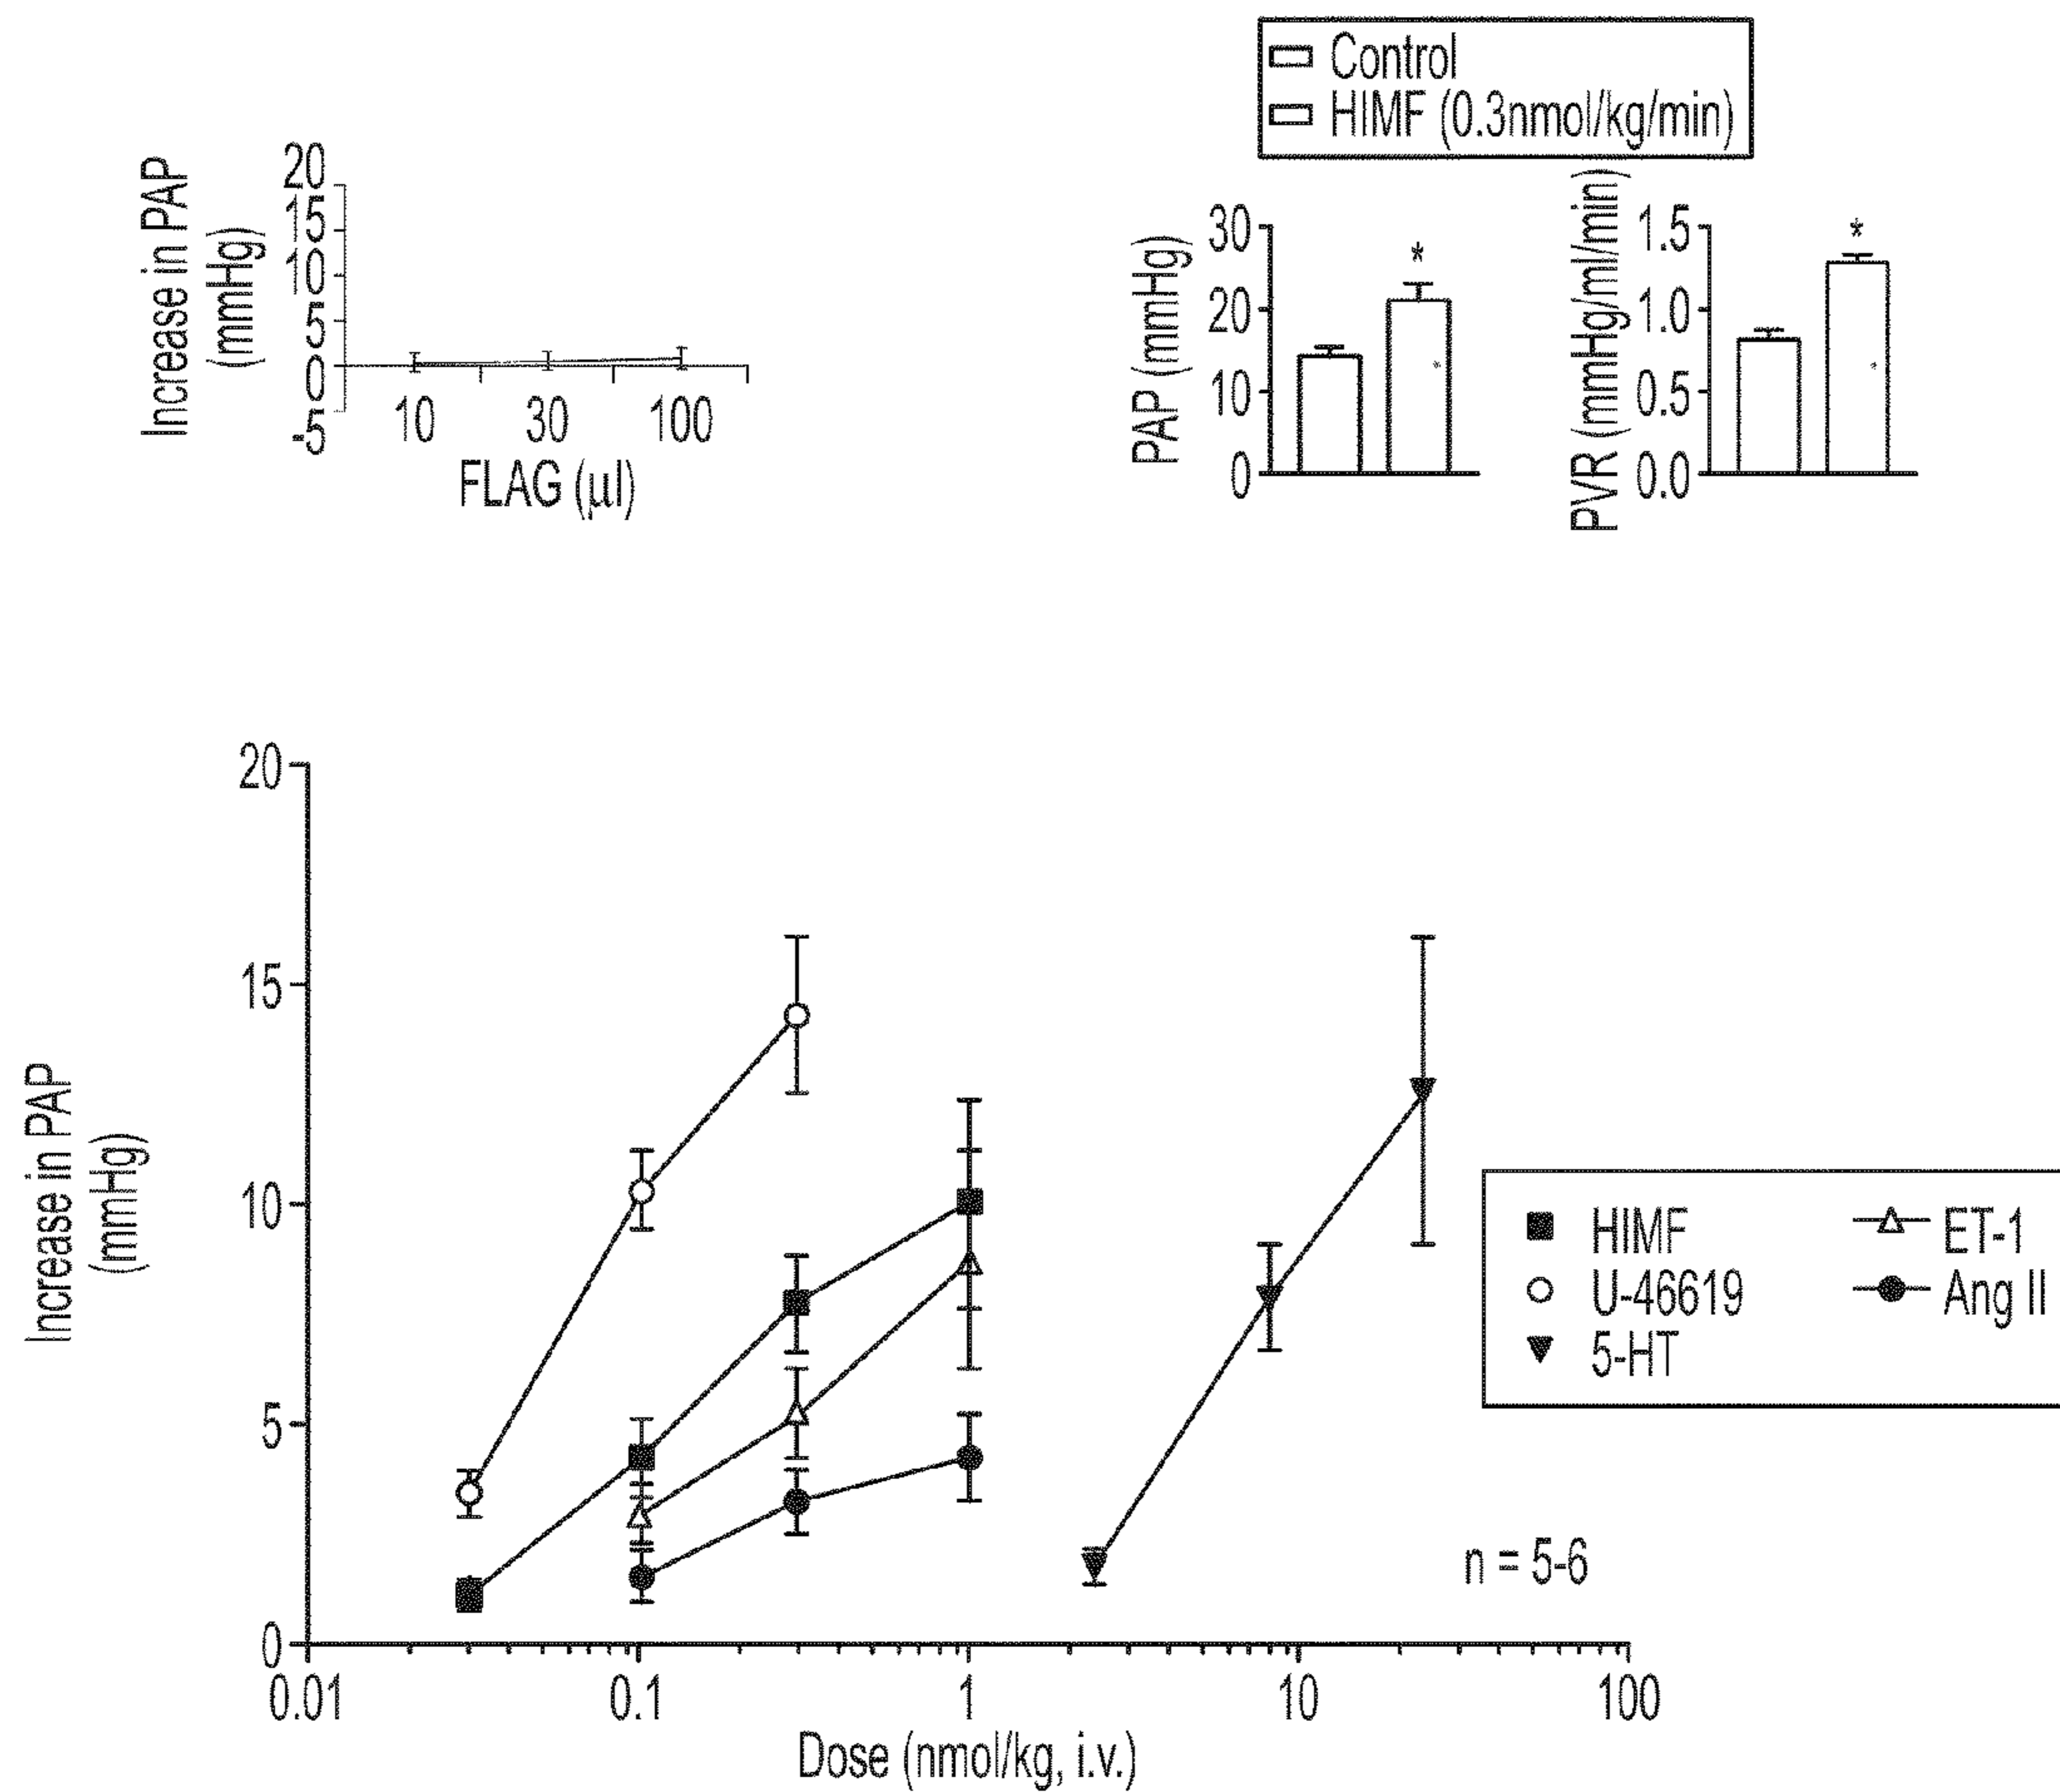 Control
HIMF (0.3nmol/kg/min)
Increase in PAP
(mmHg)
20
15
10
5
0
-5
10 30 100
FLAG (µl)
PAP (mmHg)
30
20
10
0
*
PVR (mmHg/ml/min)
1.5
1.0
0.5
0.0
*
Increase in PAP
(mmHg)
20
15
10
5
0
0.01 0.1 1 10 100
Dose (nmol/kg, i.v.)
HIMF ET-1
U-46619 Ang II
5-HT
n = 5-6